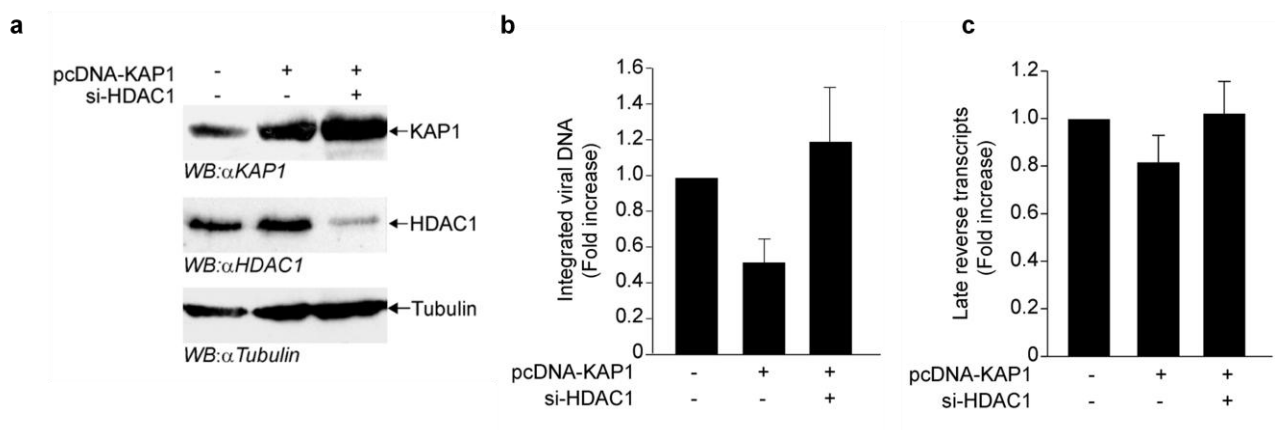 a
pcDNA-KAP1 - + +
si-HDAC1 - - +
←KAP1
WB:αKAP1
←HDAC1
WB:αHDAC1
←Tubulin
WB:αTubulin
b
Integrated viral DNA
(Fold increase)
1.6
1.4
1.2
1.0
0.8
0.6
0.4
0.2
0
pcDNA-KAP1 - + +
si-HDAC1 - - +
c
Late reverse transcripts
(Fold increase)
1.2
1.0
0.8
0.6
0.4
0.2
0
pcDNA-KAP1 - + +
si-HDAC1 - - +